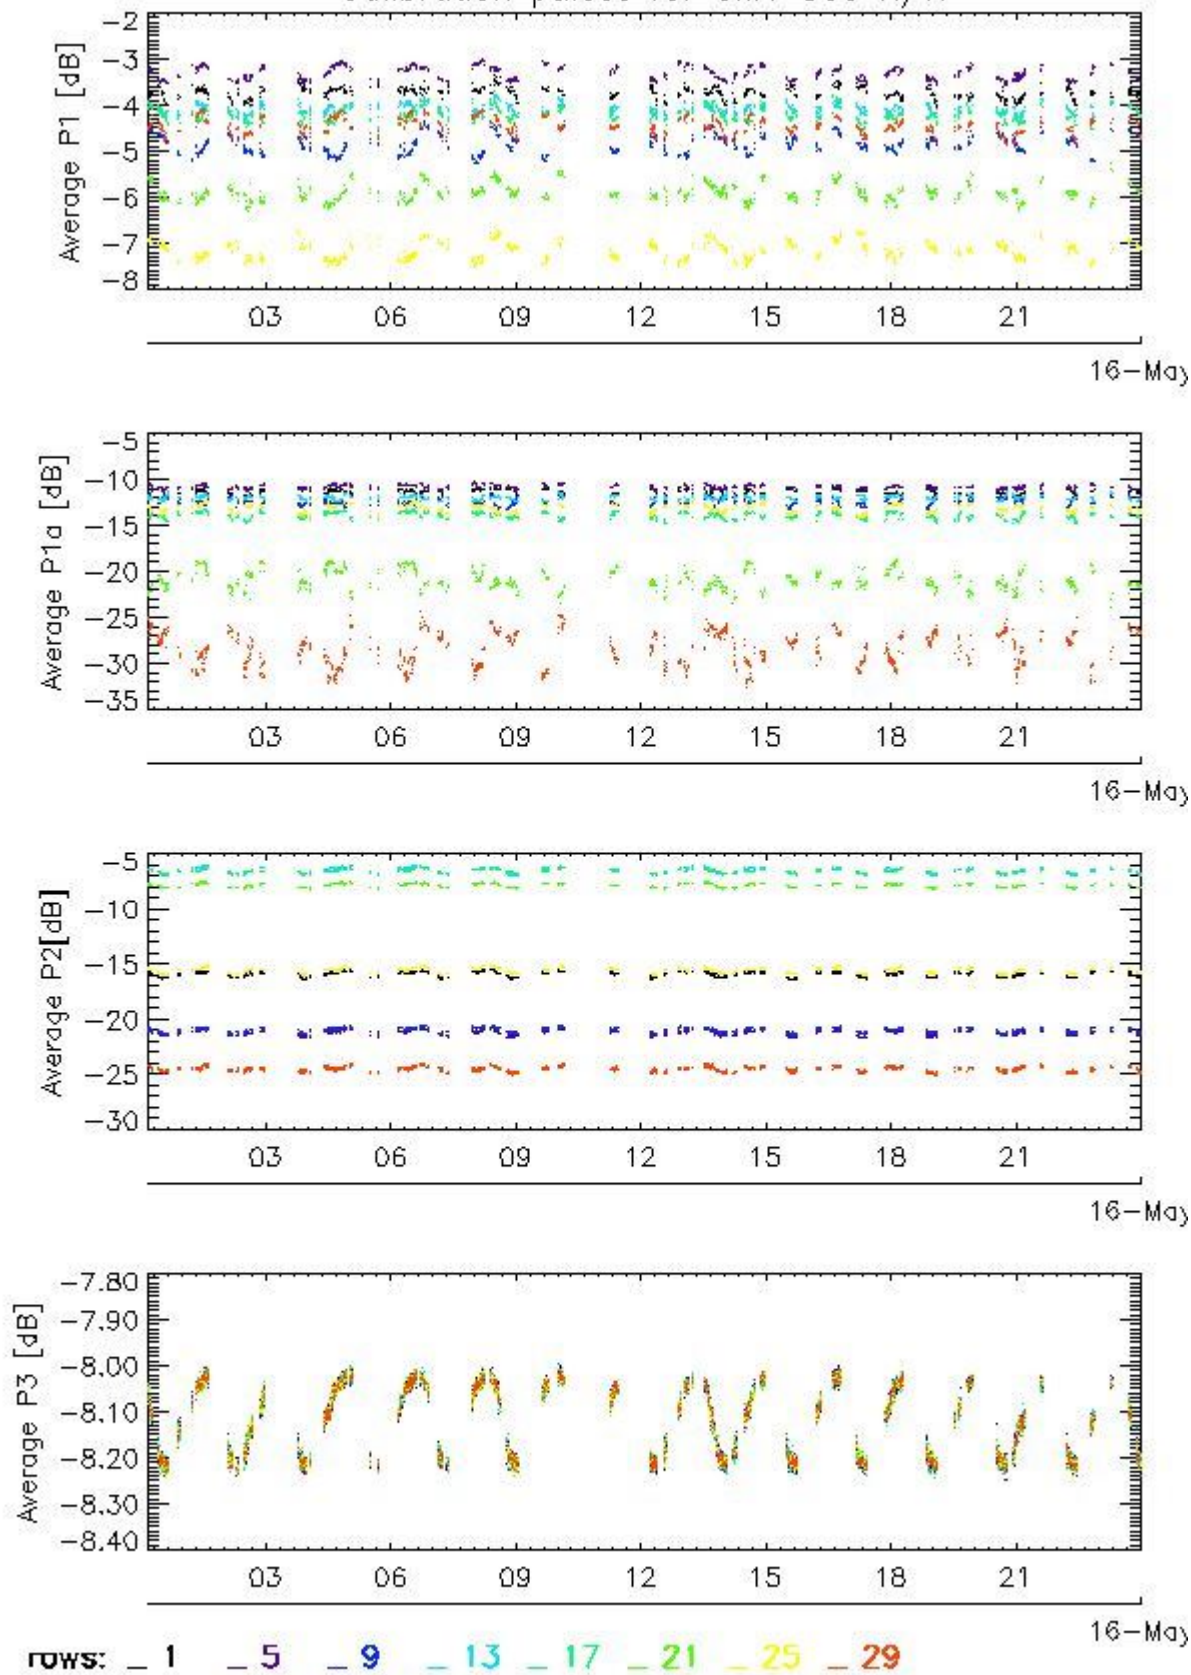 -2
-3
-4
-5
-6
-7
-8
Average P1 [dB]
03 06 09 12 15 18 21
16-May
-5
-10
-15
-20
-25
-30
-35
Average P1a [dB]
03 06 09 12 15 18 21
16-May
-5
-10
-15
-20
-25
-30
Average P2[dB]
03 06 09 12 15 18 21
16-May
-7.80
-7.90
-8.00
-8.10
-8.20
-8.30
-8.40
Average P3 [dB]
03 06 09 12 15 18 21
16-May
rows: _ 1 _ 5 _ 9 _ 13 _ 17 _ 21 _ 25 _ 29